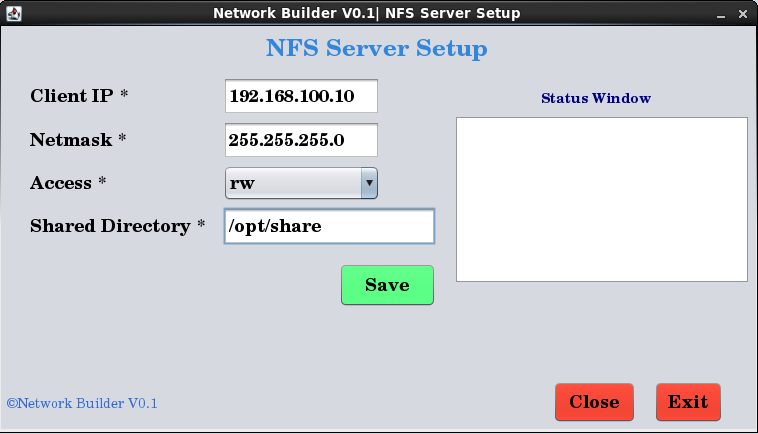 Network Builder V0.1| NFS Server Setup
NFS Server Setup
Client IP * 192.168.100.10
Status Window
Netmask * 255.255.255.0
Access * rw
Shared Directory * /opt/share
Save
Close Exit
©Network Builder V0.1